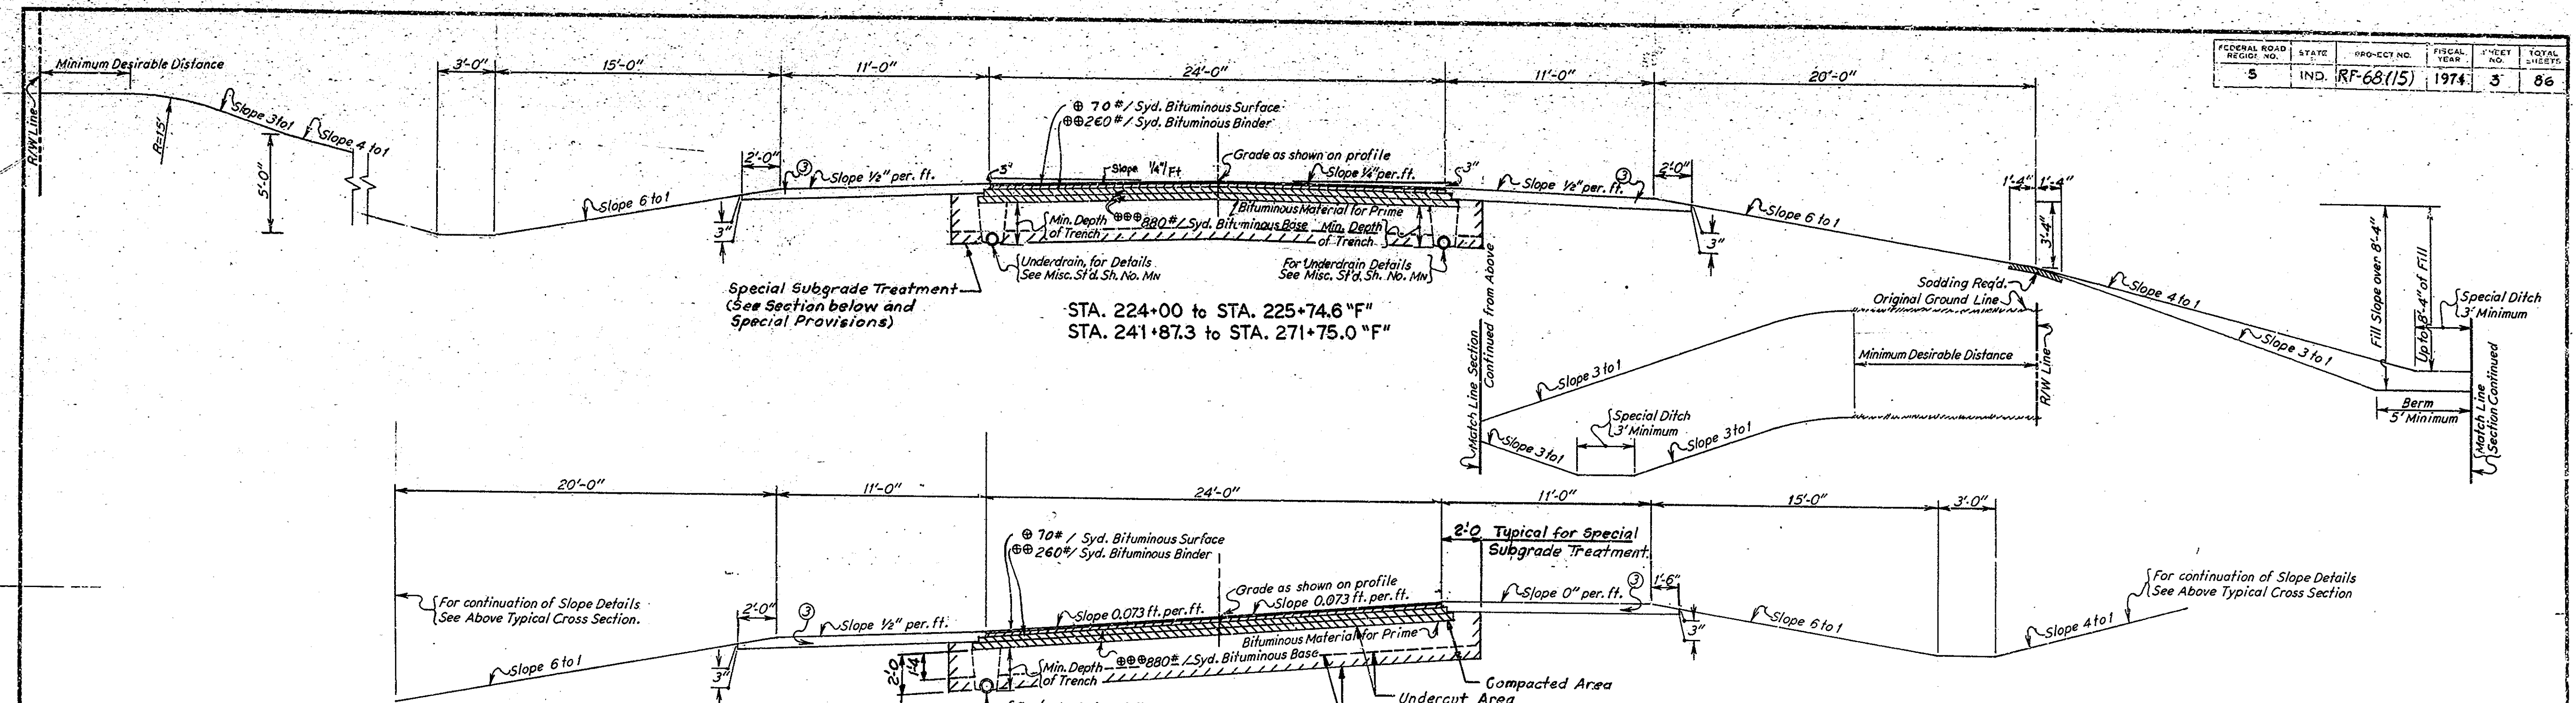 FEDERAL ROAD REGION NO.
STATE
PROJECT NO.
FISCAL YEAR
SHEET NO.
TOTAL SHEETS
5
IND.
RF-68(15)
1974
3
86
Minimum Desirable Distance
3'-0"
15'-0"
11'-0"
24'-0"
11'-0"
20'-0"
R/W Line
R=15'
Slope 3 to 1
Slope 4 to 1
5'-0"
⊕ 70 #/ Syd. Bituminous Surface
⊕⊕260 #/ Syd. Bituminous Binder
2'-0"
3
Slope 1/2" per. ft.
Slope 1/4"/Ft
Grade as shown on profile
Slope 1/4" per. ft.
3"
Slope 1/2" per. ft.
3
2'-0"
Slope 6 to 1
3"
Min. Depth
of Trench
⊕⊕⊕880 #/ Syd. Bituminous Base
Bituminous Material for Prime
Min. Depth
of Trench
3"
Slope 6 to 1
1'-4"
1'-4"
3'-4"
Underdrain, for Details
See Misc. St'd. Sh. No. MN
For Underdrain Details
See Misc. St'd. Sh. No. MN
Special Subgrade Treatment
(See Section below and
Special Provisions)
STA. 224+00 to STA. 225+74.6 "F"
STA. 241+87.3 to STA. 271+75.0 "F"
Match Line Section
Continued from Above
Sodding Req'd.
Original Ground Line
Slope 4 to 1
Slope 3 to 1
Fill Slope over 8'-4"
Up to 8'-4" of Fill
Special Ditch
3' Minimum
Berm
5' Minimum
Match Line
Section Continued
Minimum Desirable Distance
R/W Line
Slope 3 to 1
Special Ditch
3' Minimum
Slope 3 to 1
Slope 3 to 1
20'-0"
11'-0"
24'-0"
11'-0"
15'-0"
3'-0"
⊕ 70# / Syd. Bituminous Surface
⊕⊕ 260#/ Syd. Bituminous Binder
2'-0 Typical for Special
Subgrade Treatment
For continuation of Slope Details
See Above Typical Cross Section.
2'-0"
3
Slope 1/2" per. ft.
Slope 0.073 ft. per. ft.
Grade as shown on profile
Slope 0.073 ft. per. ft.
Slope 0" per. ft.
3
1'-6"
For continuation of Slope Details
See Above Typical Cross Section
Slope 6 to 1
3"
2'-0
1'-4
Min. Depth
of Trench
⊕⊕⊕880# / Syd. Bituminous Base
Bituminous Material for Prime
3"
Slope 6 to 1
Slope 4 to 1
Compacted Area
Undercut Area